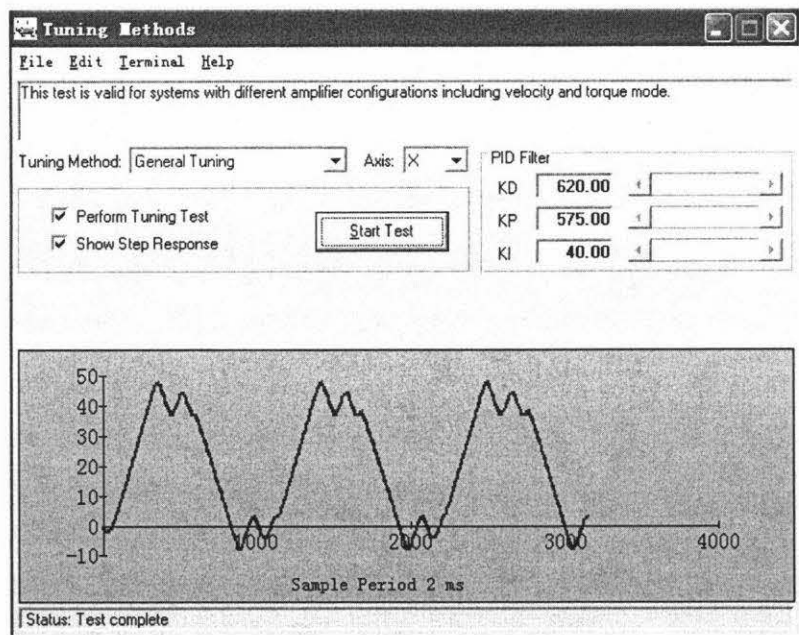 Tuning Methods
File Edit Terminal Help
This test is valid for systems with different amplifier configurations including velocity and torque mode.
Tuning Method: General Tuning Axis: X PID Filter
KD 620.00
Perform Tuning Test Start Test KP 575.00
Show Step Response KI 40.00
50
40
30
20
10
0
-10
1000 2000 3000 4000
Sample Period 2 ms
Status: Test complete